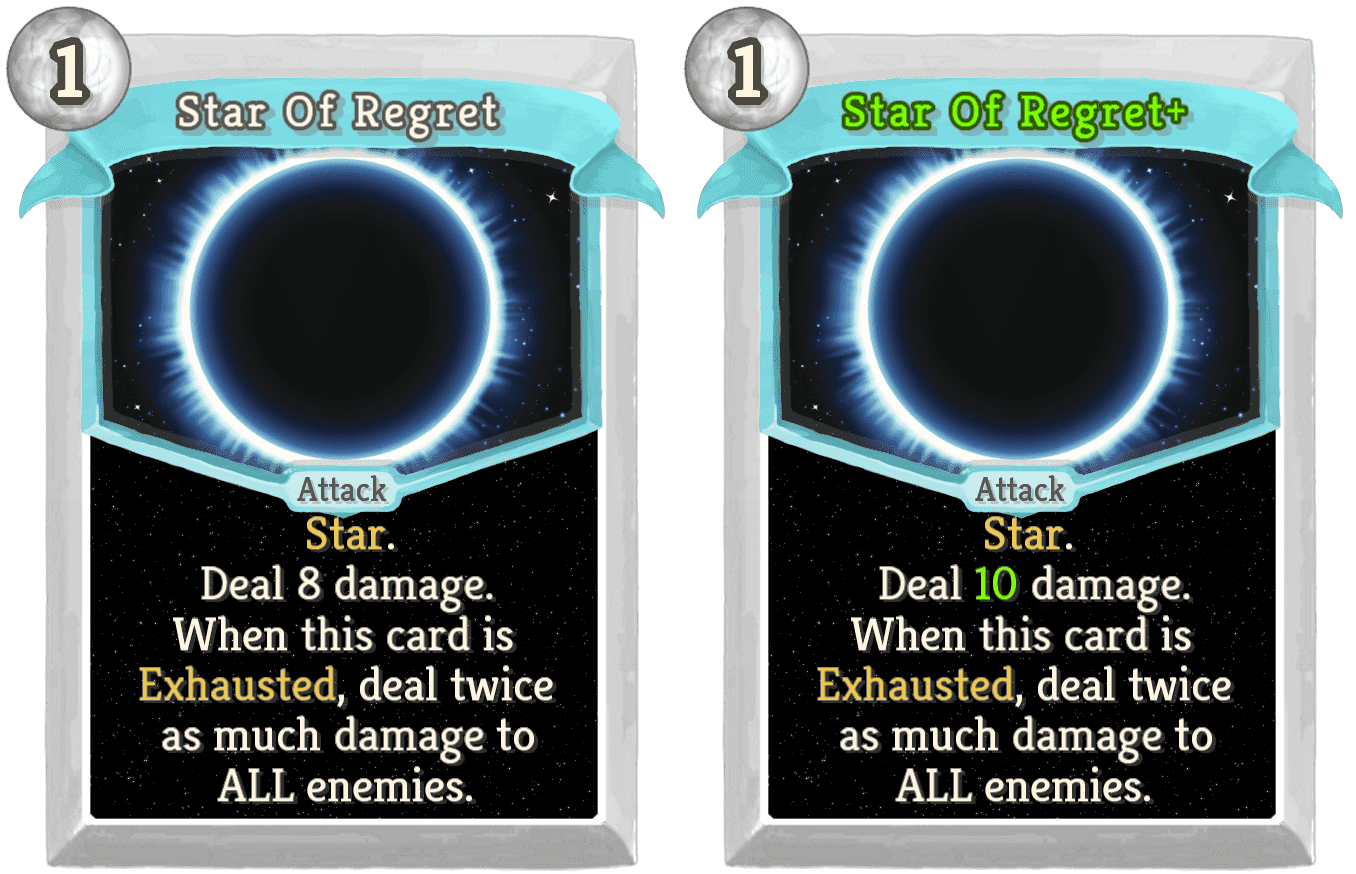 1
Star Of Regret
Attack
Star.
Deal 8 damage.
When this card is
Exhausted, deal twice
as much damage to
ALL enemies.
1
Star Of Regret+
Attack
Star.
Deal 10 damage.
When this card is
Exhausted, deal twice
as much damage to
ALL enemies.